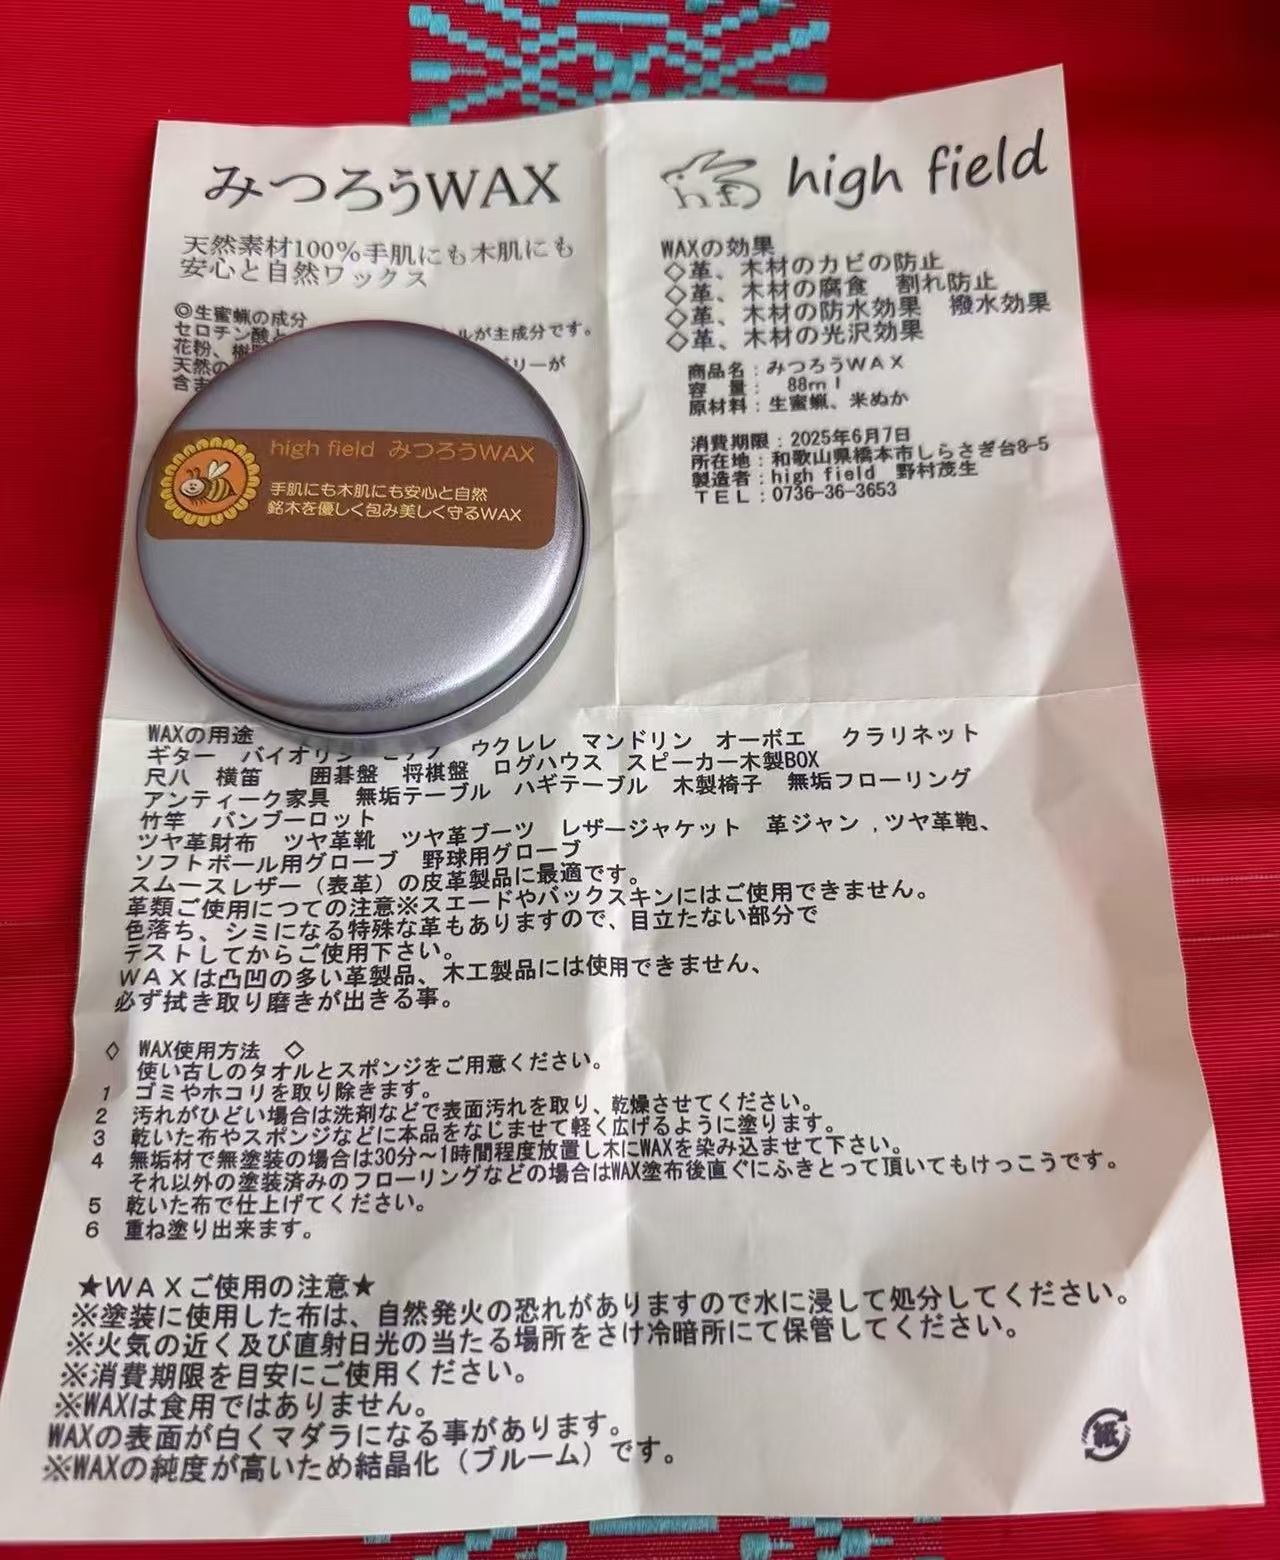 みつろうWAX
天然素材100%手肌にも木肌にも
安心と自然ワックス
◎生蜜蝋の成分
セロチン酸と
ルが主成分です。
花粉、樹
天然の
リーが
含ま
high field
WAXの効果
◇革、木材のカビの防止
◇革、木材の腐食　割れ防止
◇革、木材の防水効果　撥水効果
◇革、木材の光沢効果
商品名：みつろうＷＡＸ
容　量：　88ｍｌ
原材料：生蜜蝋、米ぬか
消費期限：2025年6月7日
所在地：和歌山県橋本市しらさぎ台8-5
製造者：high field　野村茂生
ＴＥＬ：0736-36-3653
high field みつろうWAX
手肌にも木肌にも安心と自然
銘木を優しく包み美しく守るWAX
WAXの用途
ギター　バイオリン　ウクレレ　マンドリン　オーボエ　クラリネット
尺八　横笛　囲碁盤　将棋盤　ログハウス　スピーカー木製BOX
アンティーク家具　無垢テーブル　ハギテーブル　木製椅子　無垢フローリング
竹竿　バンブーロット
ツヤ革財布　ツヤ革靴　ツヤ革ブーツ　レザージャケット　革ジャン ,ツヤ革鞄、
ソフトボール用グローブ　野球用グローブ
スムースレザー（表革）の皮革製品に最適です。
革類ご使用につての注意※スエードやバックスキンにはご使用できません。
色落ち、シミになる特殊な革もありますので、目立たない部分で
テストしてからご使用下さい。
ＷＡＸは凸凹の多い革製品、木工製品には使用できません、
必ず拭き取り磨きが出きる事。
◇　WAX使用方法　◇
使い古しのタオルとスポンジをご用意ください。
1　ゴミやホコリを取り除きます。
2　汚れがひどい場合は洗剤などで表面汚れを取り、乾燥させてください。
3　乾いた布やスポンジなどに本品をなじませて軽く広げるように塗ります。
4　無垢材で無塗装の場合は30分～1時間程度放置し木にWAXを染み込ませて下さい。
それ以外の塗装済みのフローリングなどの場合はWAX塗布後直ぐにふきとって頂いてもけっこうです。
5　乾いた布で仕上げてください。
6　重ね塗り出来ます。
★ＷＡＸご使用の注意★
※塗装に使用した布は、自然発火の恐れがありますので水に浸して処分してください。
※火気の近く及び直射日光の当たる場所をさけ冷暗所にて保管してください。
※消費期限を目安にご使用ください。
※WAXは食用ではありません。
WAXの表面が白くマダラになる事があります。
※WAXの純度が高いため結晶化（ブルーム）です。
紙